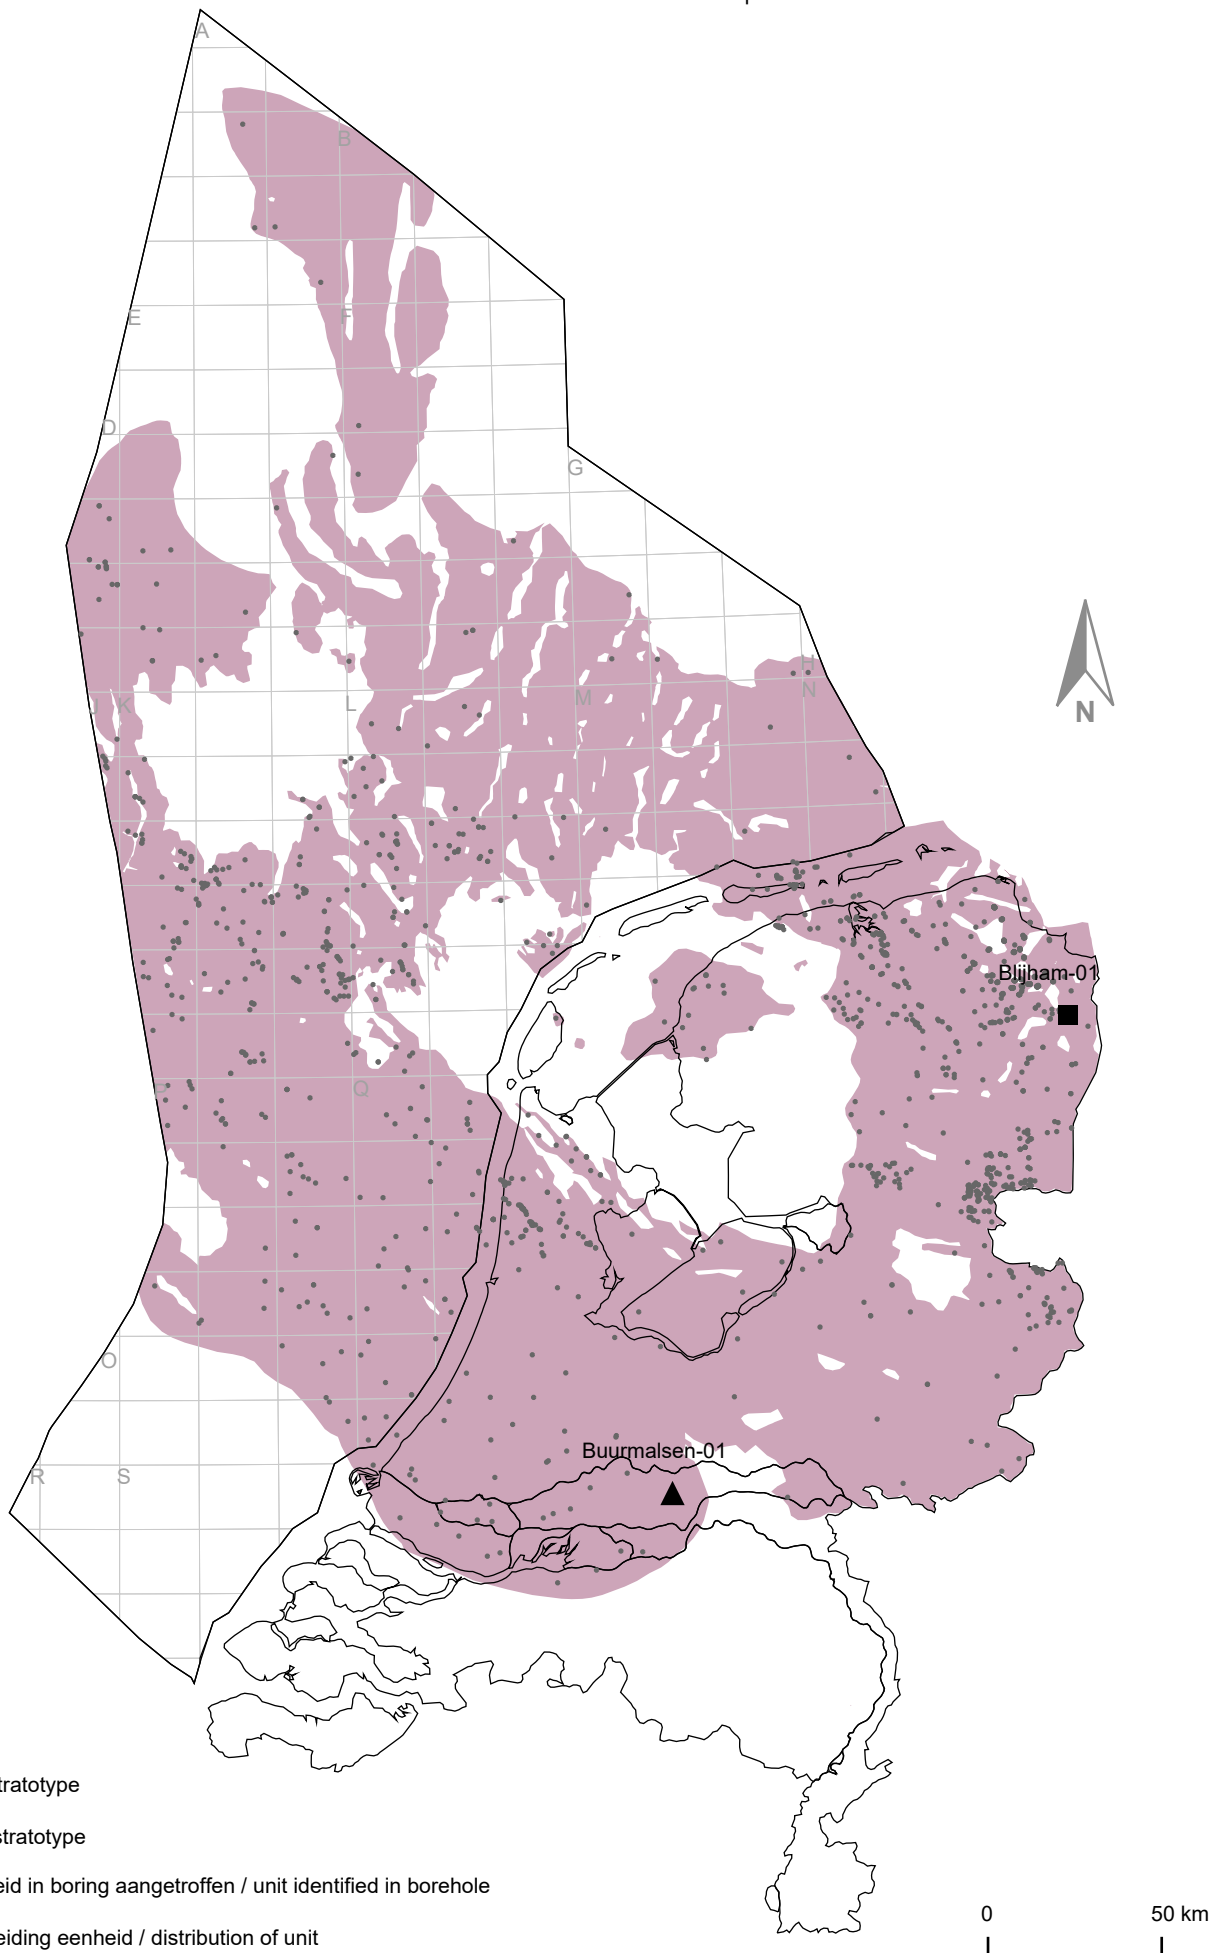 A
B
E
F
D
G
H
N
J K
L
M
Blijham-01
N
P
Q
O
Buurmalsen-01
R
S
tratotype
stratotype
eid in boring aangetroffen / unit identified in borehole
eiding eenheid / distribution of unit
0
50 km